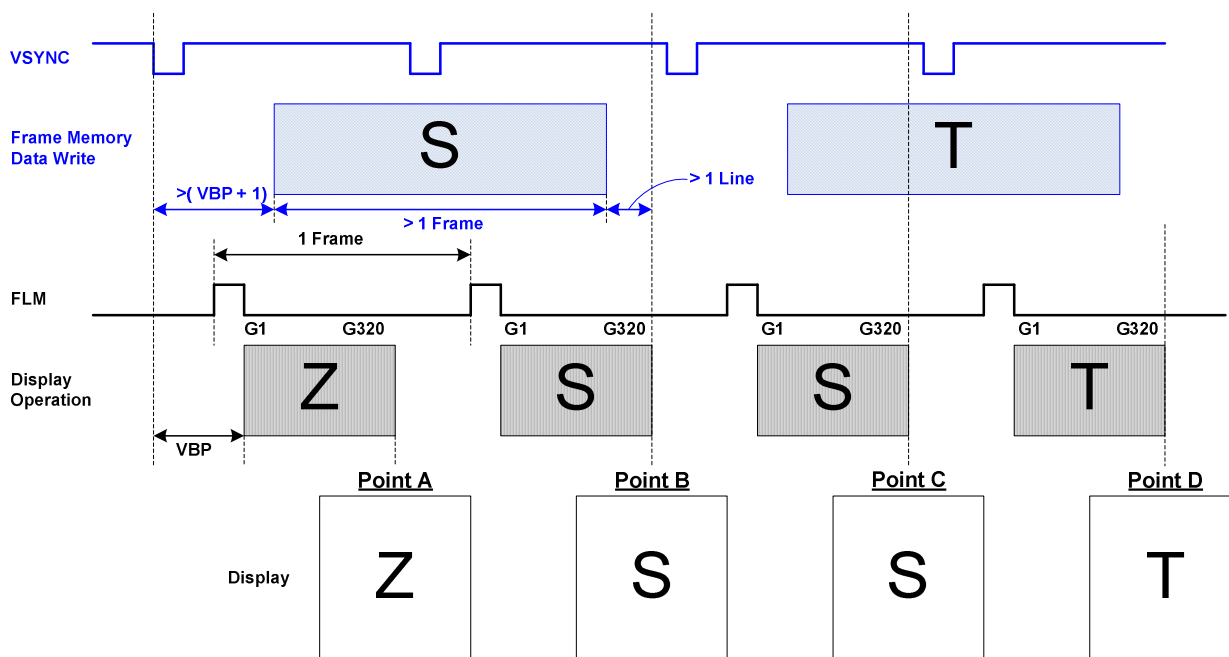 VSYNC
Frame Memory
Data Write
S
T
>( VBP + 1)
> 1 Frame
> 1 Line
1 Frame
FLM
G1 G320 G1 G320 G1 G320 G1 G320
Display
Operation
Z S S T
VBP
Point A Point B Point C Point D
Display
Z S S T